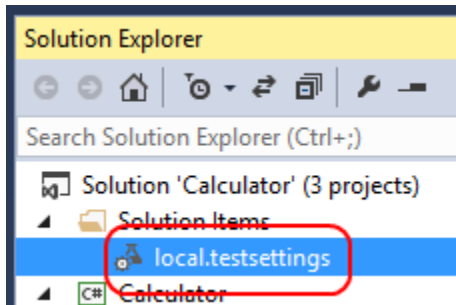 Solution Explorer
Search Solution Explorer (Ctrl+;)
Solution 'Calculator' (3 projects)
Solution Items
local.testsettings
C# Calculator